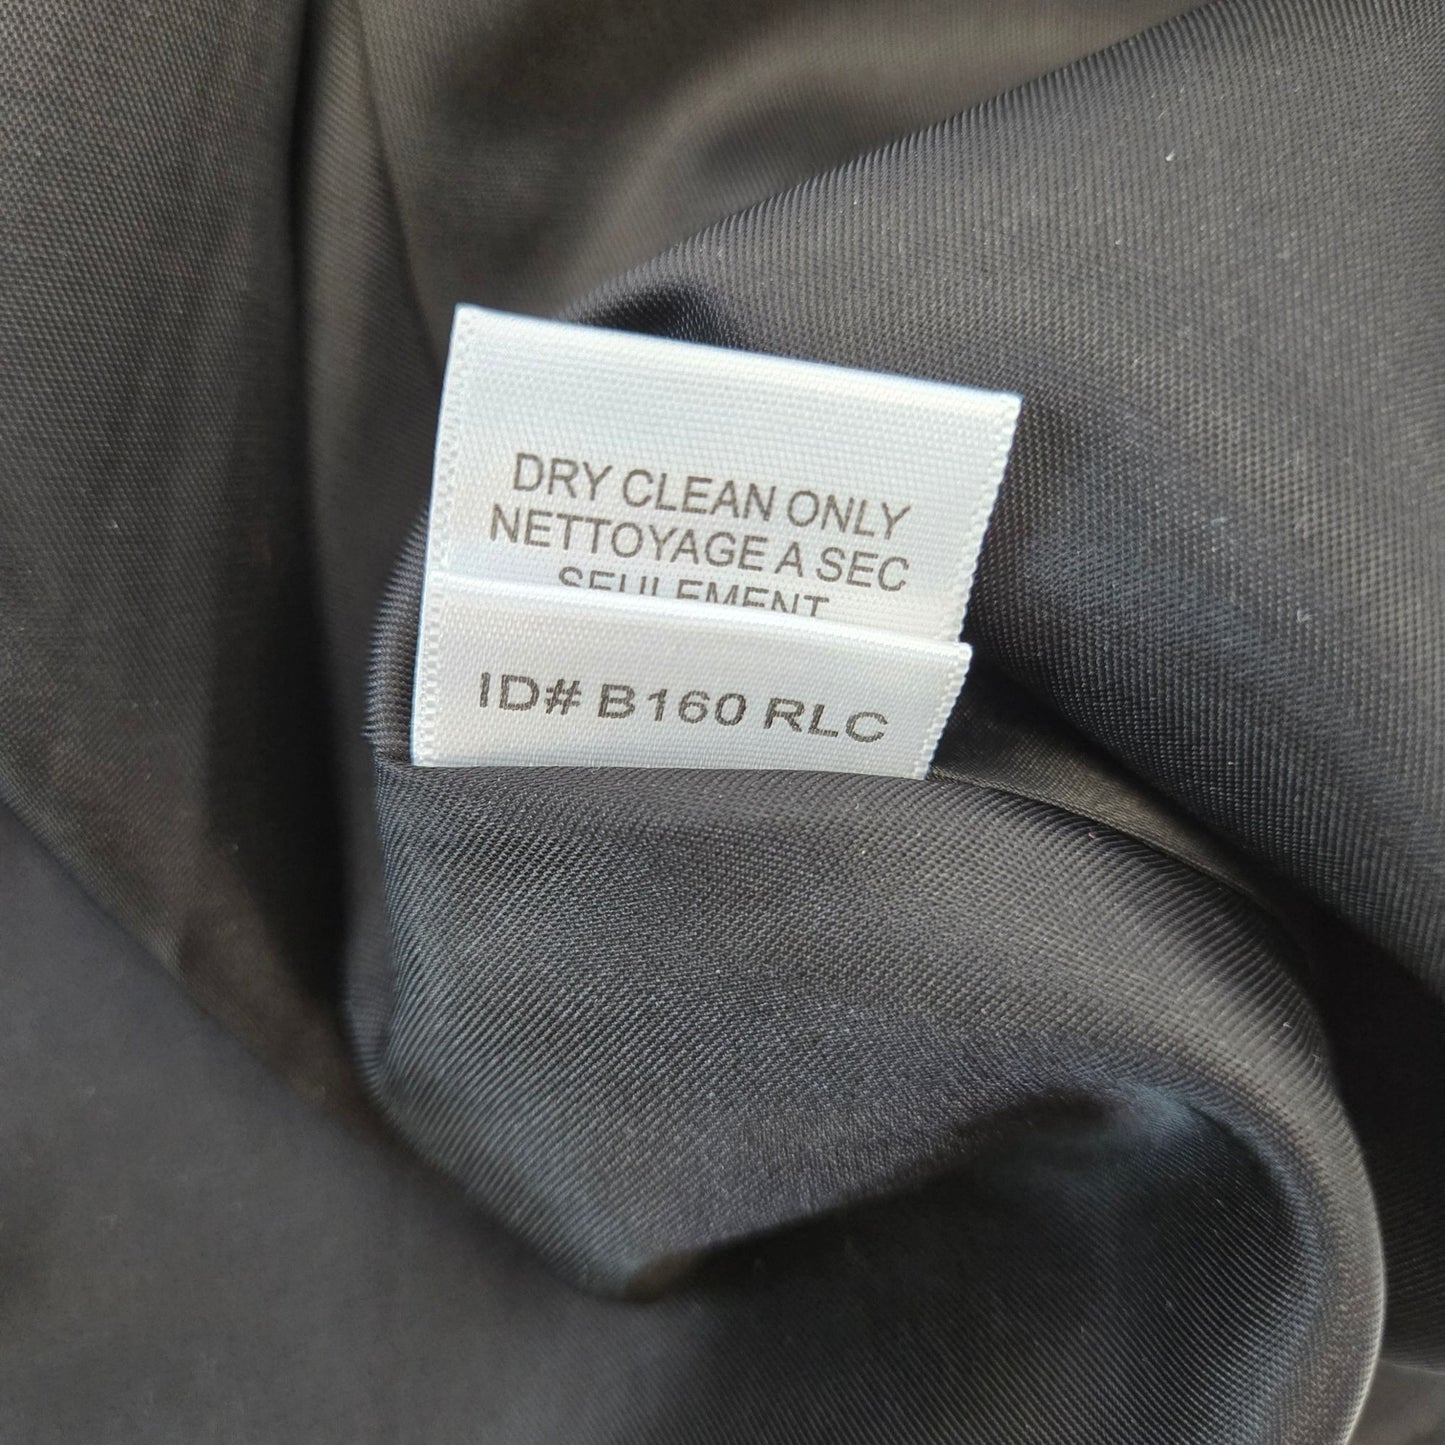 DRY CLEAN ONLY
NETTOYAGE A SEC
SEULEMENT
ID# B160 RLC